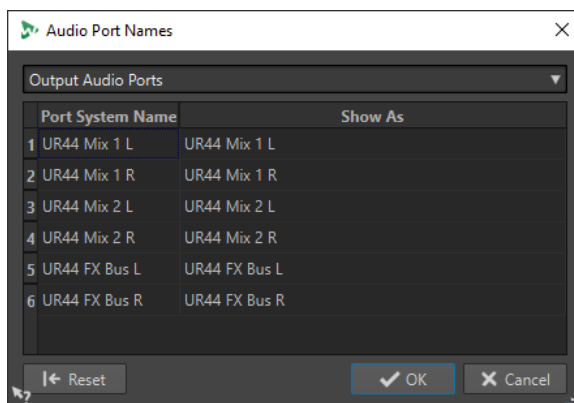 Audio Port Names
Output Audio Ports
Port System Name Show As
1 UR44 Mix 1 L UR44 Mix 1 L
2 UR44 Mix 1 R UR44 Mix 1 R
3 UR44 Mix 2 L UR44 Mix 2 L
4 UR44 Mix 2 R UR44 Mix 2 R
5 UR44 FX Bus L UR44 FX Bus L
6 UR44 FX Bus R UR44 FX Bus R
Reset OK Cancel
?